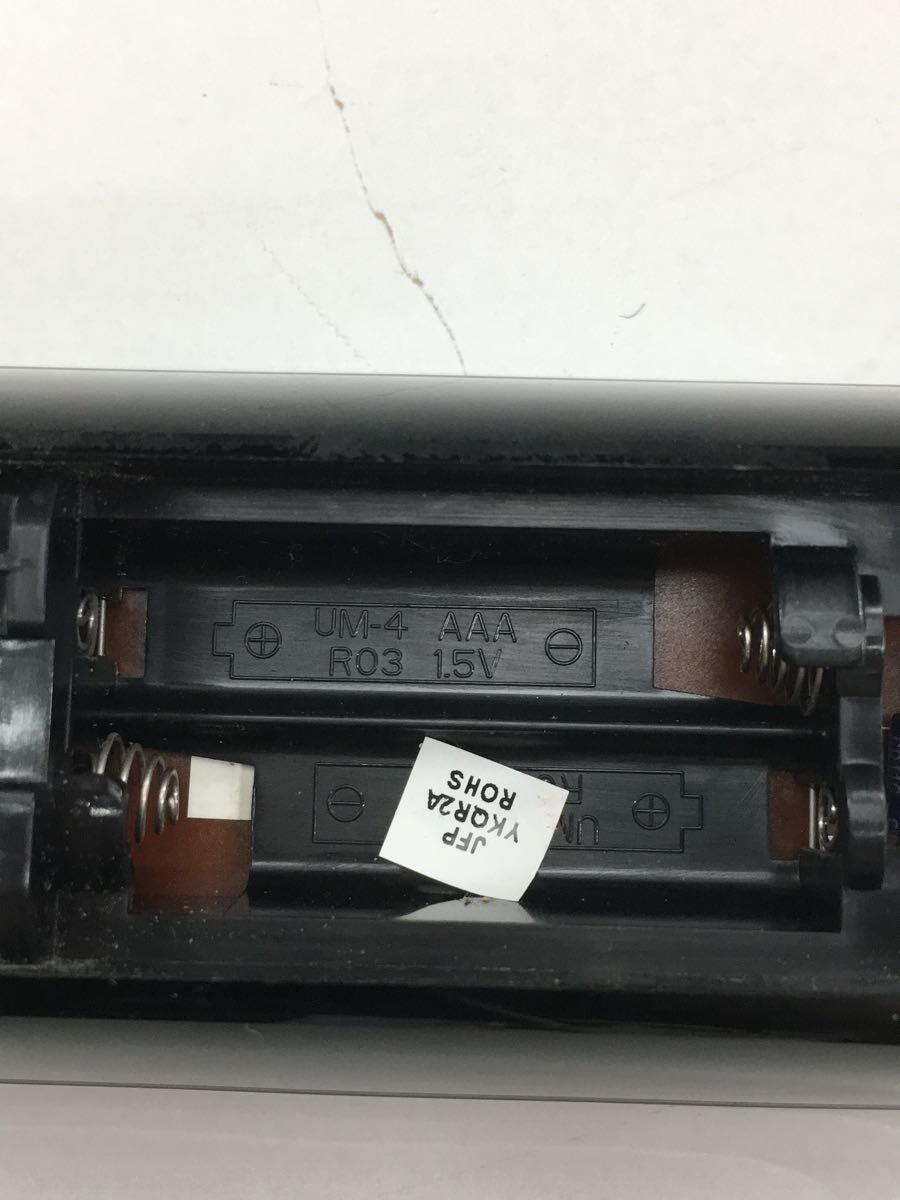 UM-4 AAA
R03 1.5V
JFP
YKQR2A
ROHS